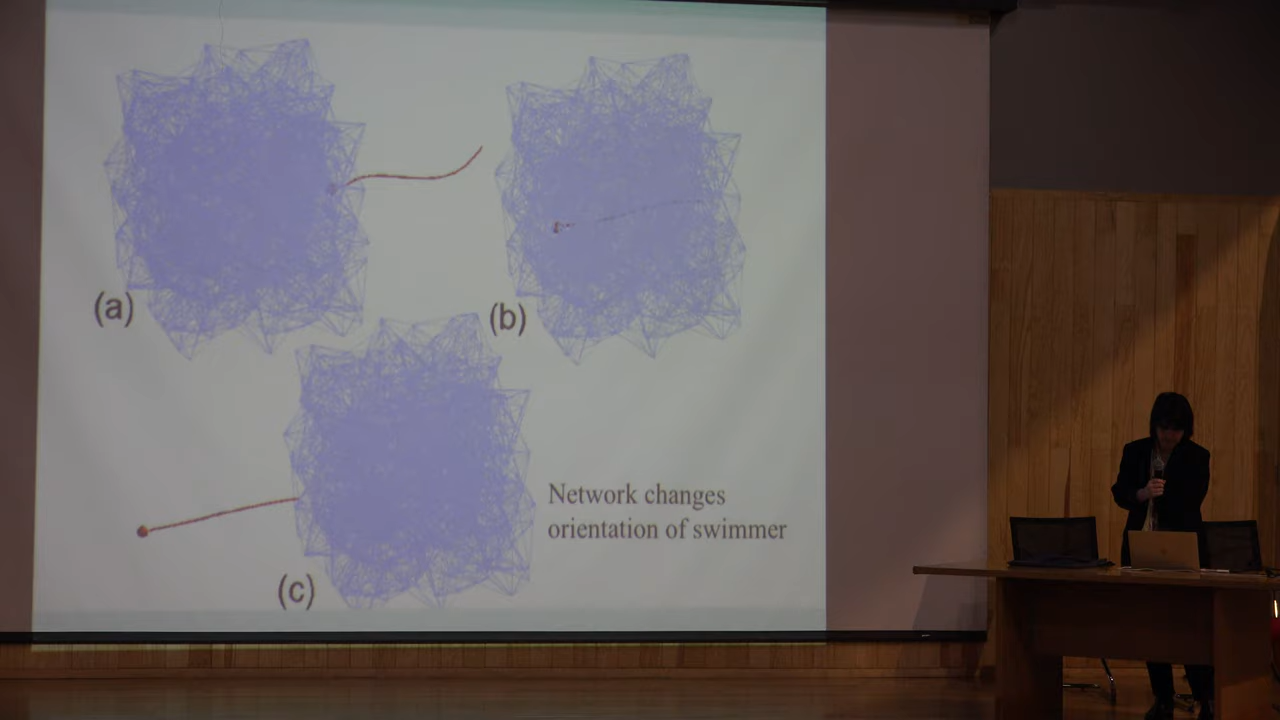 (a)
(b)
Network changes
orientation of swimmer
(c)